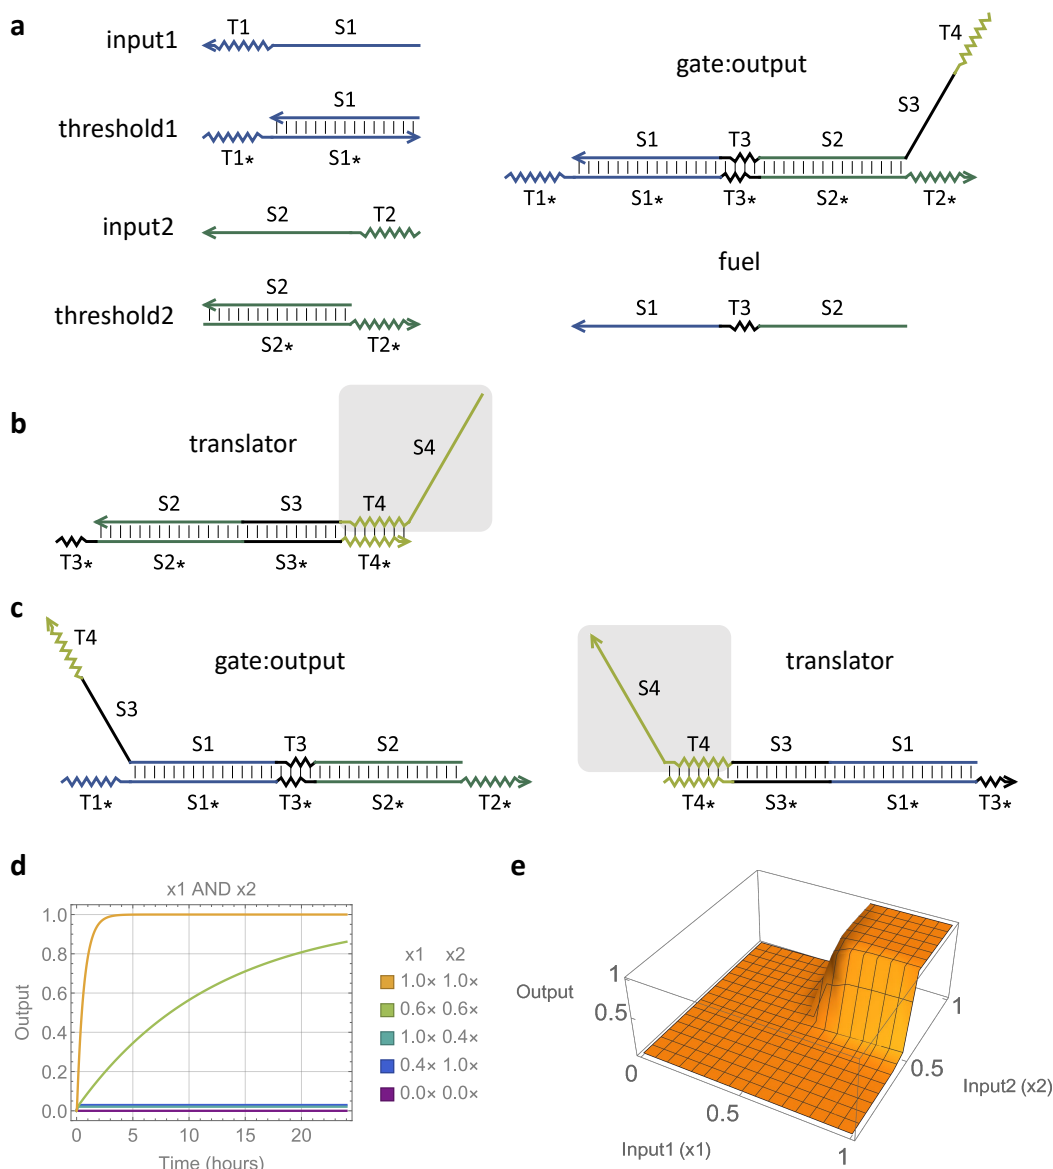 a
input1
T1 S1
threshold1
S1
T1* S1*
input2
S2 T2
threshold2
S2
S2* T2*
gate:output
T4
S3
S1 T3 S2
T1* S1* T3* S2* T2*
fuel
S1 T3 S2
b
translator
S4
S2 S3 T4
T3* S2* S3* T4*
c
T4
gate:output
S3
S1 T3 S2
T1* S1* T3* S2* T2*
translator
S4
T4 S3 S1
T4* S3* S1* T3*
d
x1 AND x2
Output
1.0
0.8
0.6
0.4
0.2
0.0
0 5 10 15 20
Time (hours)
x1 x2
1.0× 1.0×
0.6× 0.6×
1.0× 0.4×
0.4× 1.0×
0.0× 0.0×
e
1
Output
0.5
0
0.5
Input1 (x1)
1
0.5
Input2 (x2)
1